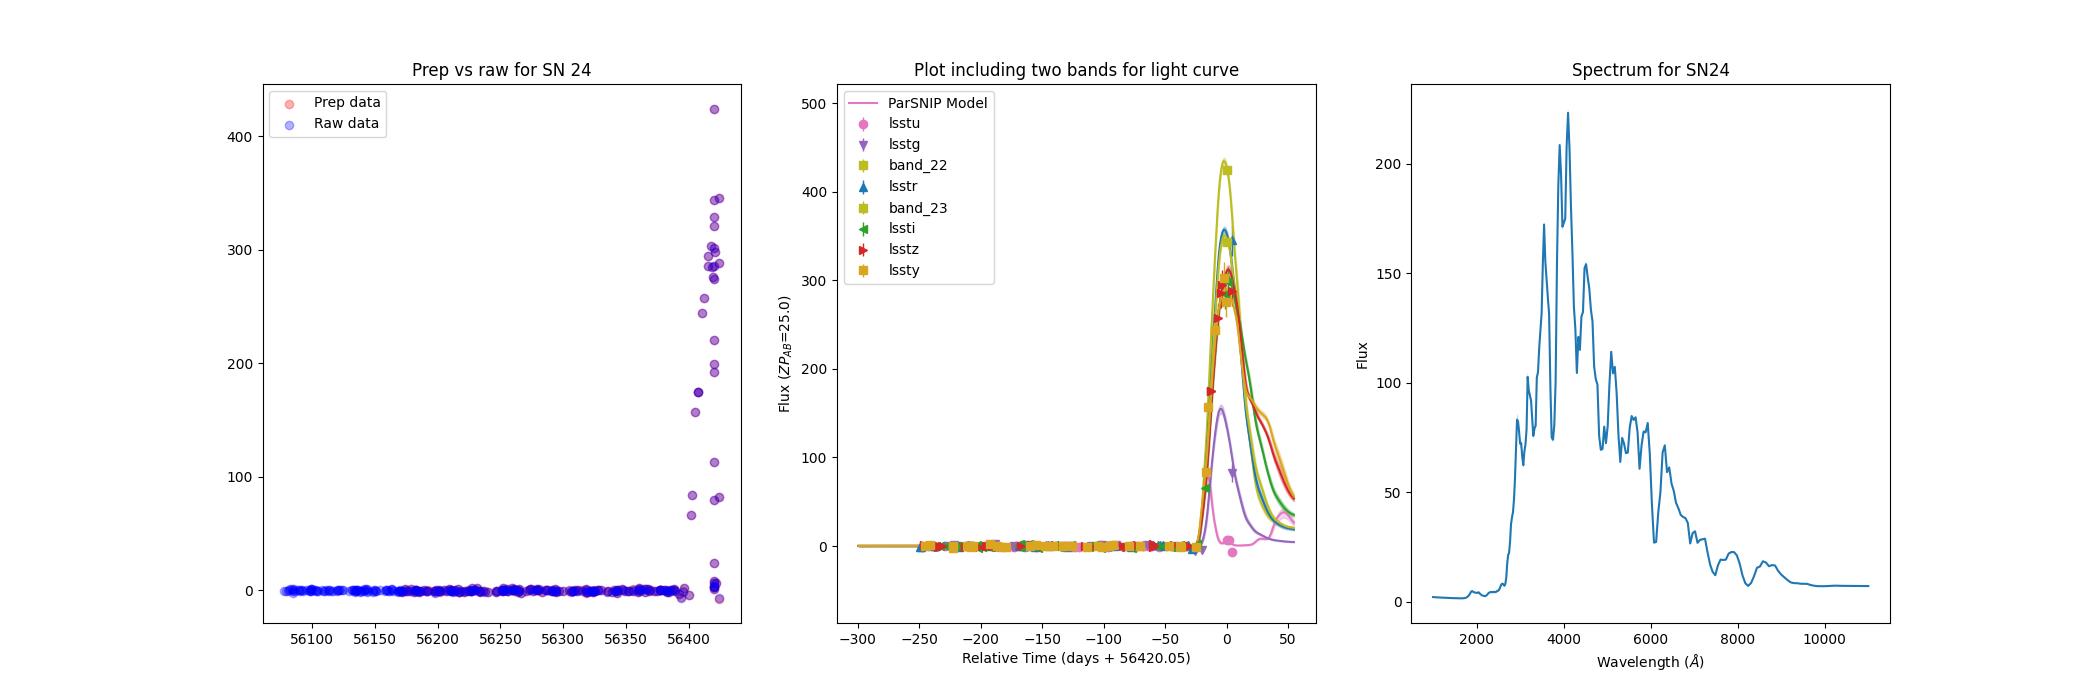 Prep vs raw for SN 24
Prep data
Raw data
400
300
200
100
0
56100 56150 56200 56250 56300 56350 56400
Plot including two bands for light curve
ParSNIP Model
lsstu
lsstg
band_22
lsstr
band_23
lssti
lsstz
lssty
500
400
300
200
100
0
Flux (ZP_AB=25.0)
−300 −250 −200 −150 −100 −50 0 50
Relative Time (days + 56420.05)
Spectrum for SN24
200
150
100
50
0
Flux
2000 4000 6000 8000 10000
Wavelength (Å)